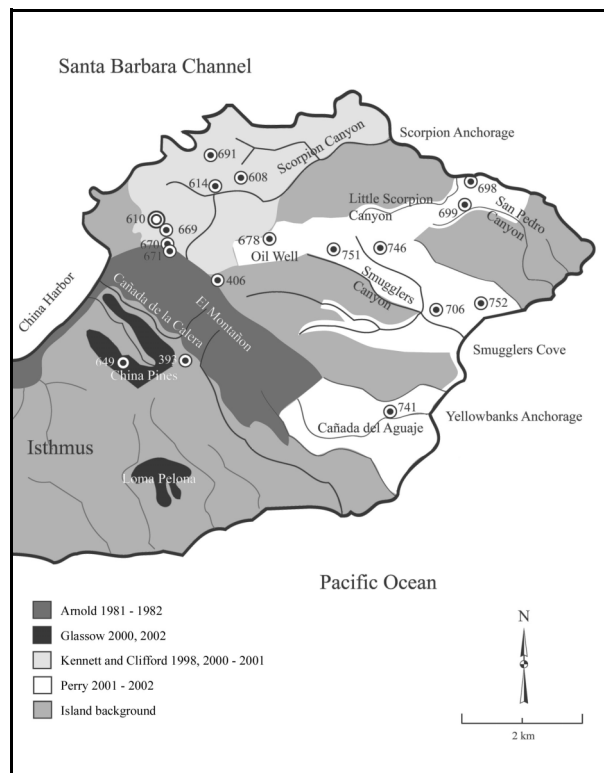 Santa Barbara Channel
Scorpion Anchorage
Scorpion Canyon
691
608
614
698
Little Scorpion
Canyon
699
San Pedro
Canyon
610
669
670
671
678
Oil Well
751
746
Smugglers
Canyon
406
706
752
China Harbor
Cañada de la Calera
El Montañon
Smugglers Cove
649
393
China Pines
741
Cañada del Aguaje
Yellowbanks Anchorage
Isthmus
Loma Pelona
Pacific Ocean
Arnold 1981 - 1982
Glassow 2000, 2002
Kennett and Clifford 1998, 2000 - 2001
Perry 2001 - 2002
Island background
N
2 km